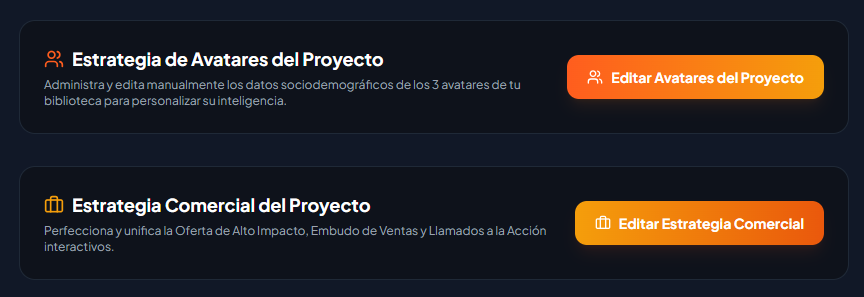 Estrategia de Avatares del Proyecto
Administra y edita manualmente los datos sociodemográficos de los 3 avatares de tu
biblioteca para personalizar su inteligencia.
Editar Avatares del Proyecto
Estrategia Comercial del Proyecto
Perfecciona y unifica la Oferta de Alto Impacto, Embudo de Ventas y Llamados a la Acción
interactivos.
Editar Estrategia Comercial